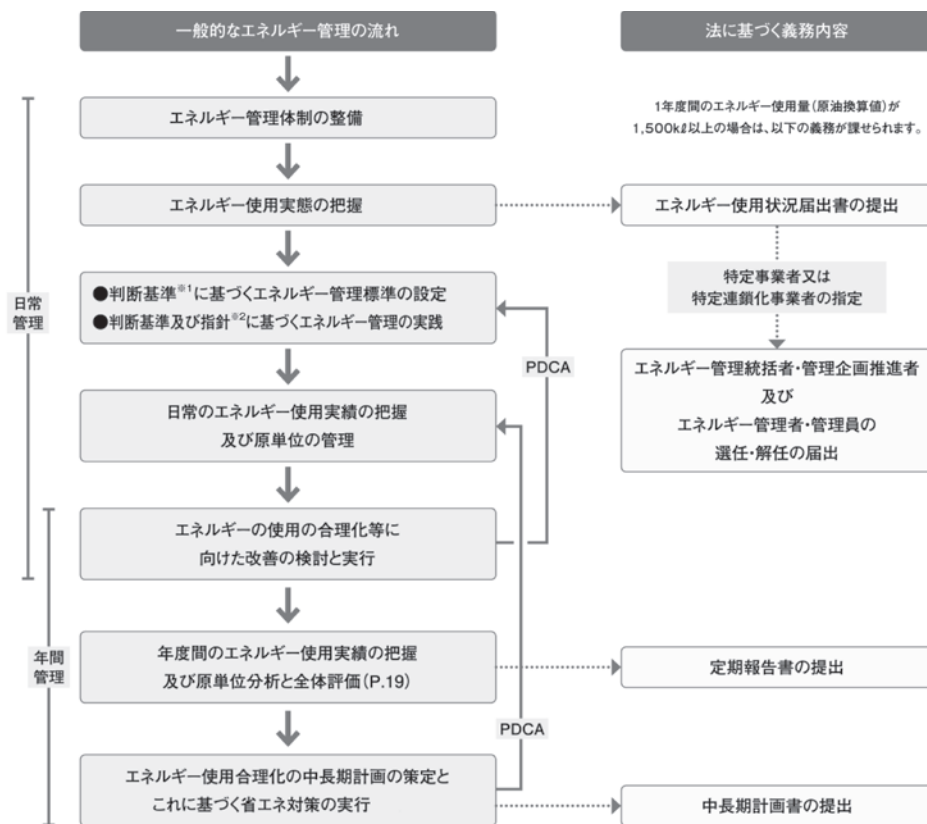 一般的なエネルギー管理の流れ
法に基づく義務内容
エネルギー管理体制の整備
1年度間のエネルギー使用量(原油換算値)が
1,500kℓ以上の場合は、以下の義務が課せられます。
エネルギー使用実態の把握
エネルギー使用状況届出書の提出
特定事業者又は
特定連鎖化事業者の指定
日常
管理
●判断基準※1に基づくエネルギー管理標準の設定
●判断基準及び指針※2に基づくエネルギー管理の実践
PDCA
エネルギー管理統括者・管理企画推進者
及び
エネルギー管理者・管理員の
選任・解任の届出
日常のエネルギー使用実績の把握
及び原単位の管理
エネルギーの使用の合理化等に
向けた改善の検討と実行
年間
管理
年度間のエネルギー使用実績の把握
及び原単位分析と全体評価(P.19)
定期報告書の提出
PDCA
エネルギー使用合理化の中長期計画の策定と
これに基づく省エネ対策の実行
中長期計画書の提出